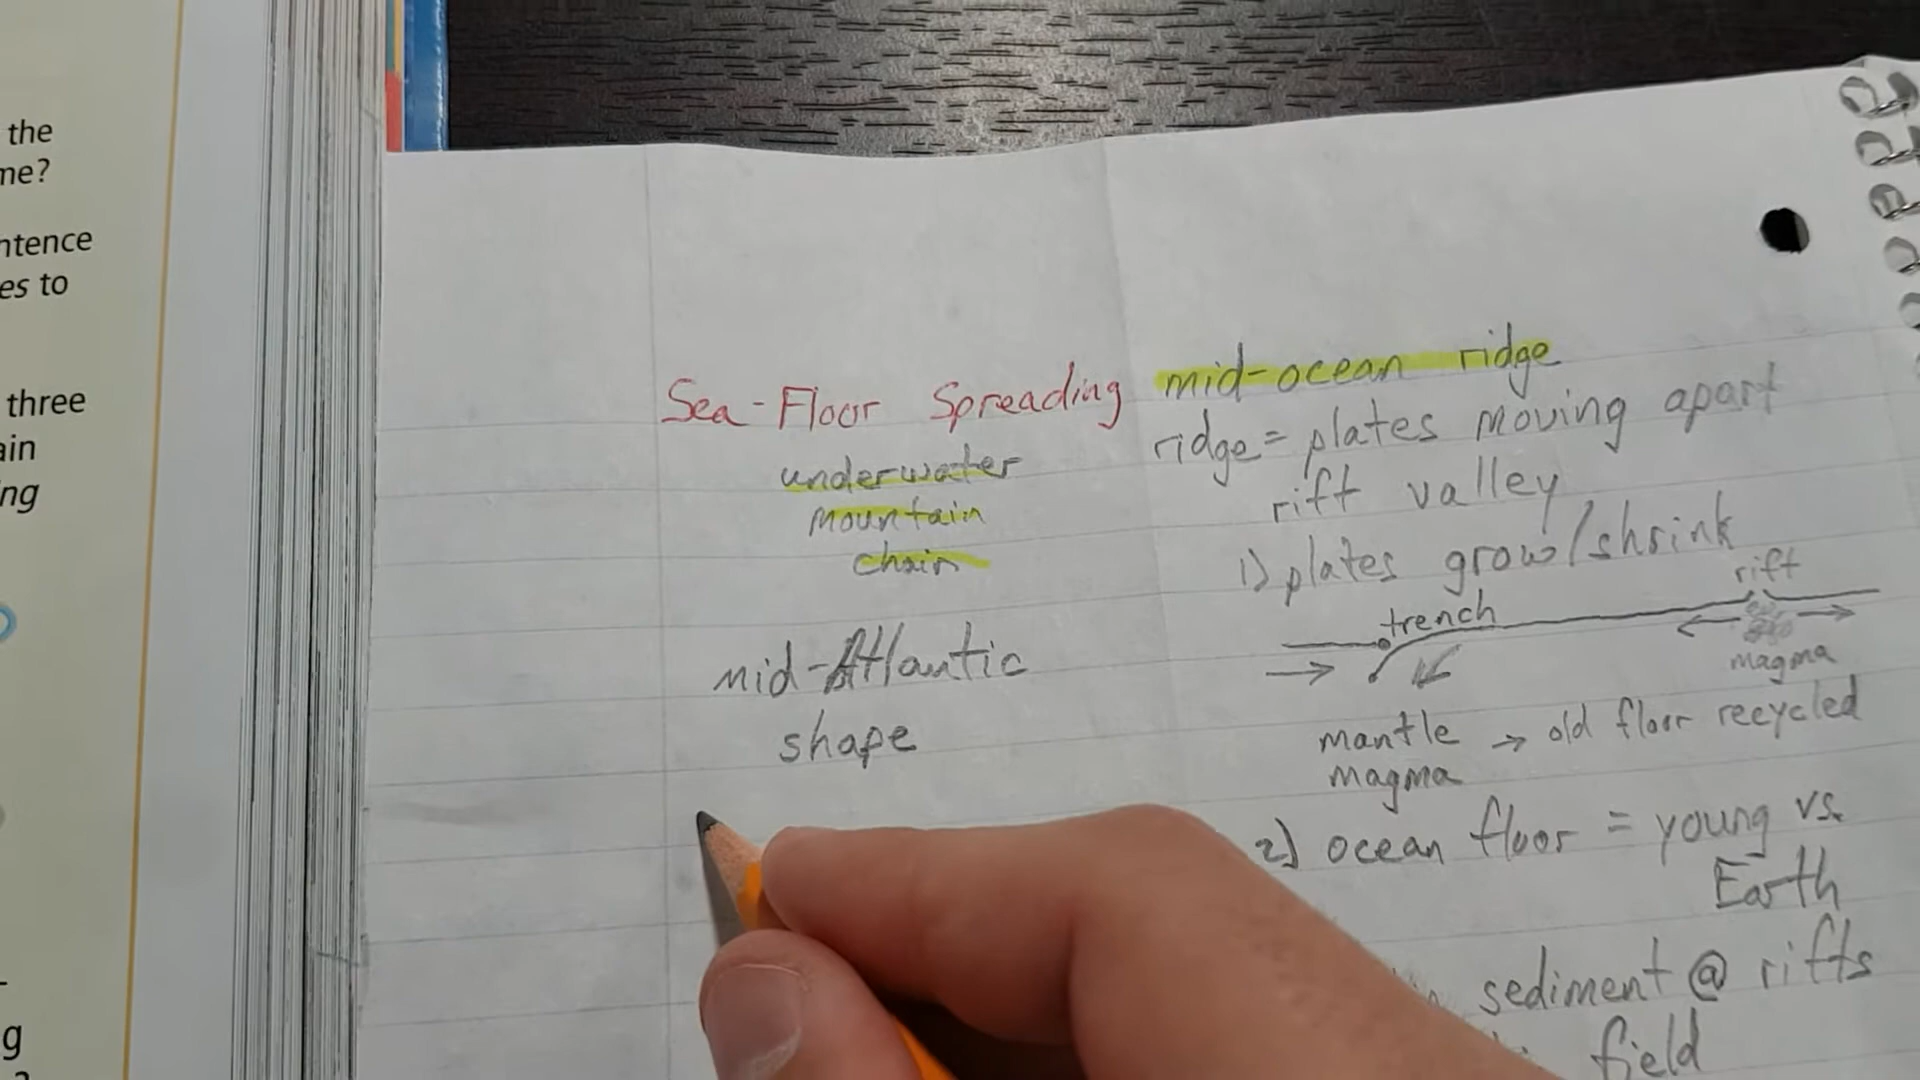 the
me?
ntence
es to
three
ain
ng
g
Sea-Floor Spreading
underwater
mountain
chain
mid-Atlantic
shape
mid-ocean ridge
ridge = plates moving apart
rift valley
1) plates grow/shrink
rift
trench
magma
mantle → old floor recycled
magma
2) ocean floor = young vs.
Earth
sediment @ rifts
field